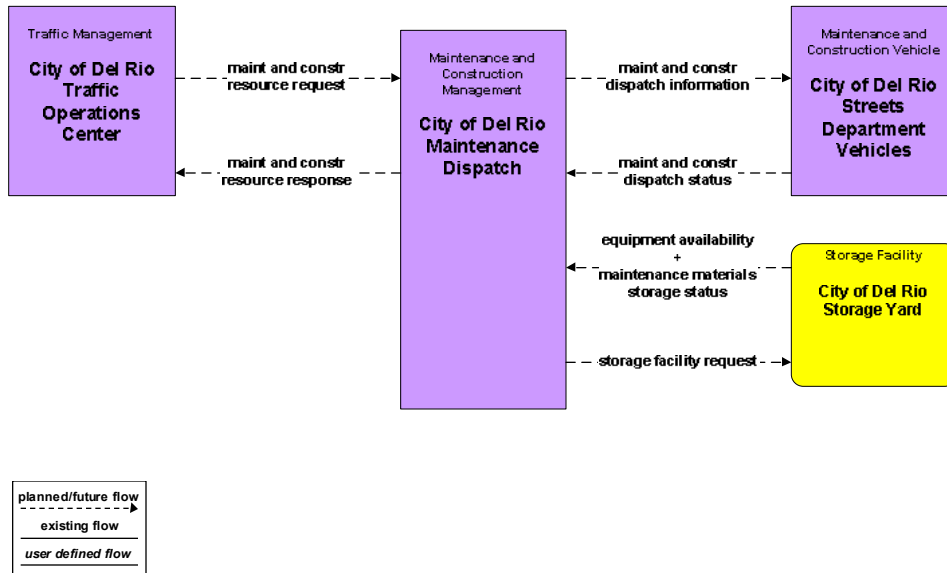 Traffic Management
City of Del Rio
Traffic
Operations
Center
maint and constr
resource request
maint and constr
resource response
Maintenance and
Construction
Management
City of Del Rio
Maintenance
Dispatch
maint and constr
dispatch information
maint and constr
dispatch status
equipment availability
+
maintenance materials
storage status
storage facility request
Maintenance and
Construction Vehicle
City of Del Rio
Streets
Department
Vehicles
Storage Facility
City of Del Rio
Storage Yard
planned/future flow
existing flow
user defined flow